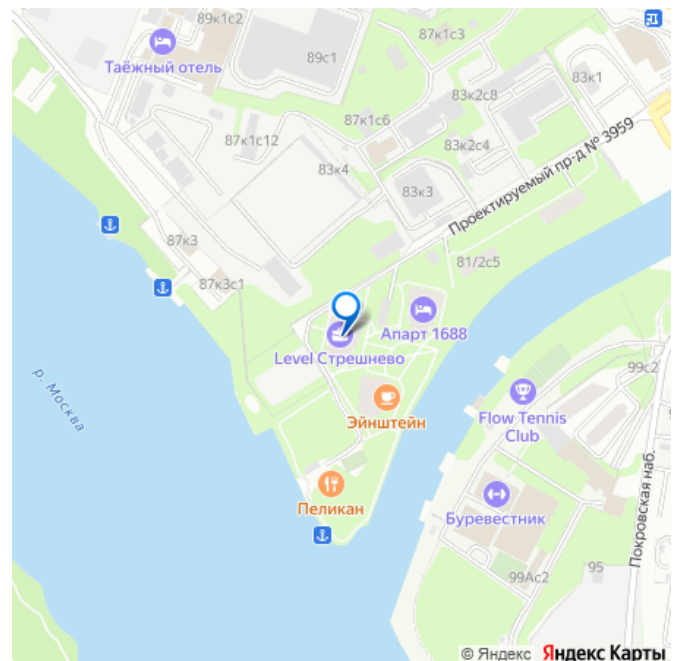 89к1с2
Таёжный отель
89с1
87к1с3
83к1
83к2с8
87к1с6
87к1с12
83к2с4
83к4
83к3
Проектируемый пр-д № 3959
87к3
87к3с1
81/2с5
Апарт 1688
Level Стрешнево
р. Москва
99с2
Эйнштейн
Flow Tennis
Club
Пеликан
Буревестник
Покровская наб.
95
99Ас2
© Яндекс Яндекс Карты